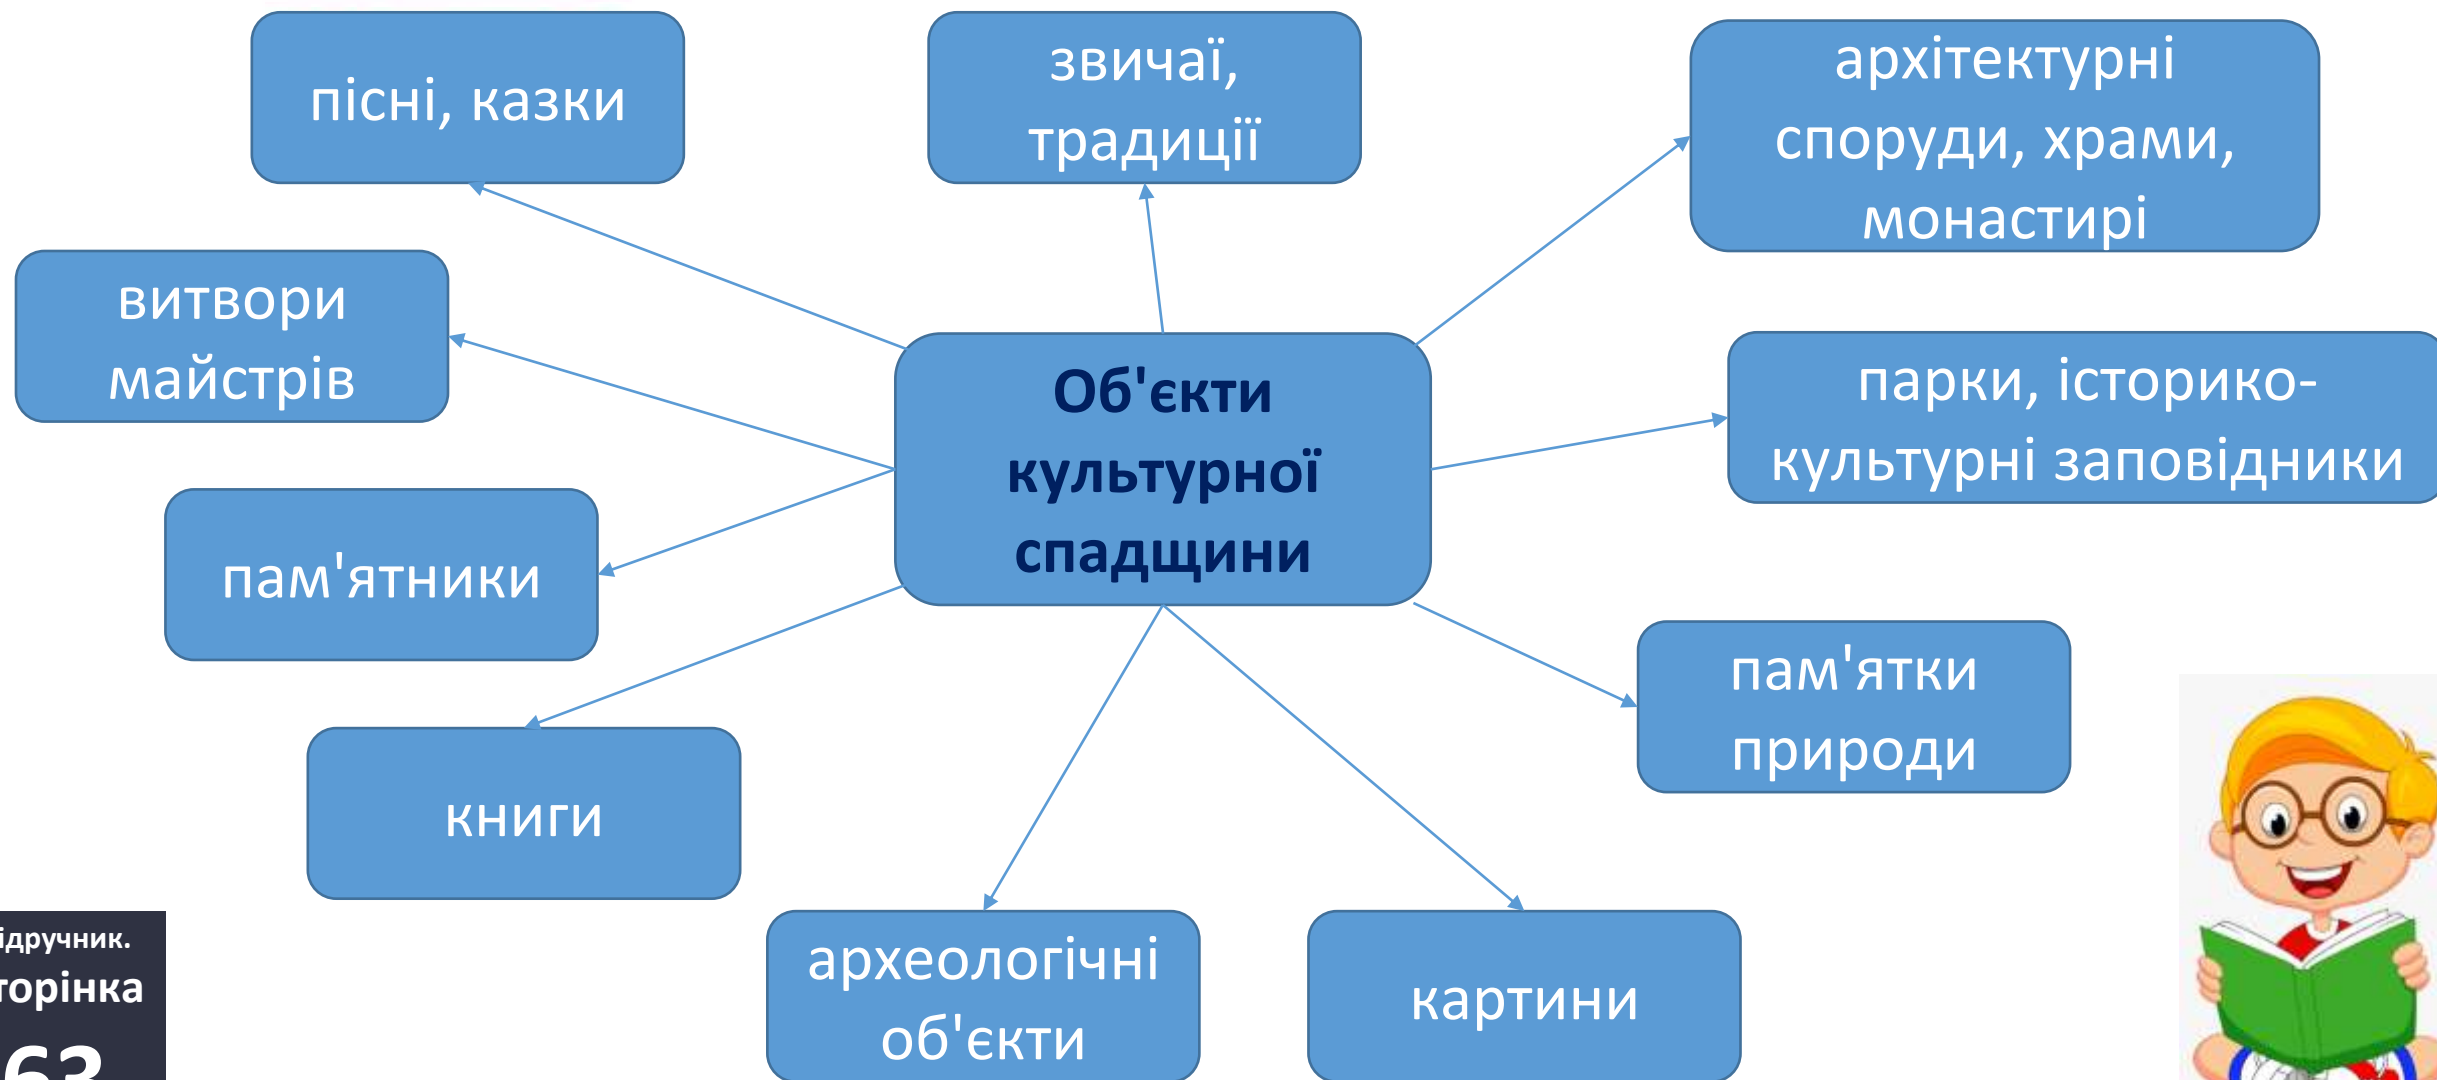 пісні, казки
звичаї,
традиції
архітектурні
споруди, храми,
монастирі
витвори
майстрів
Об'єкти
культурної
спадщини
парки, історико-
культурні заповідники
пам'ятники
пам'ятки
природи
книги
археологічні
об'єкти
картини
ідручник.
торінка
63